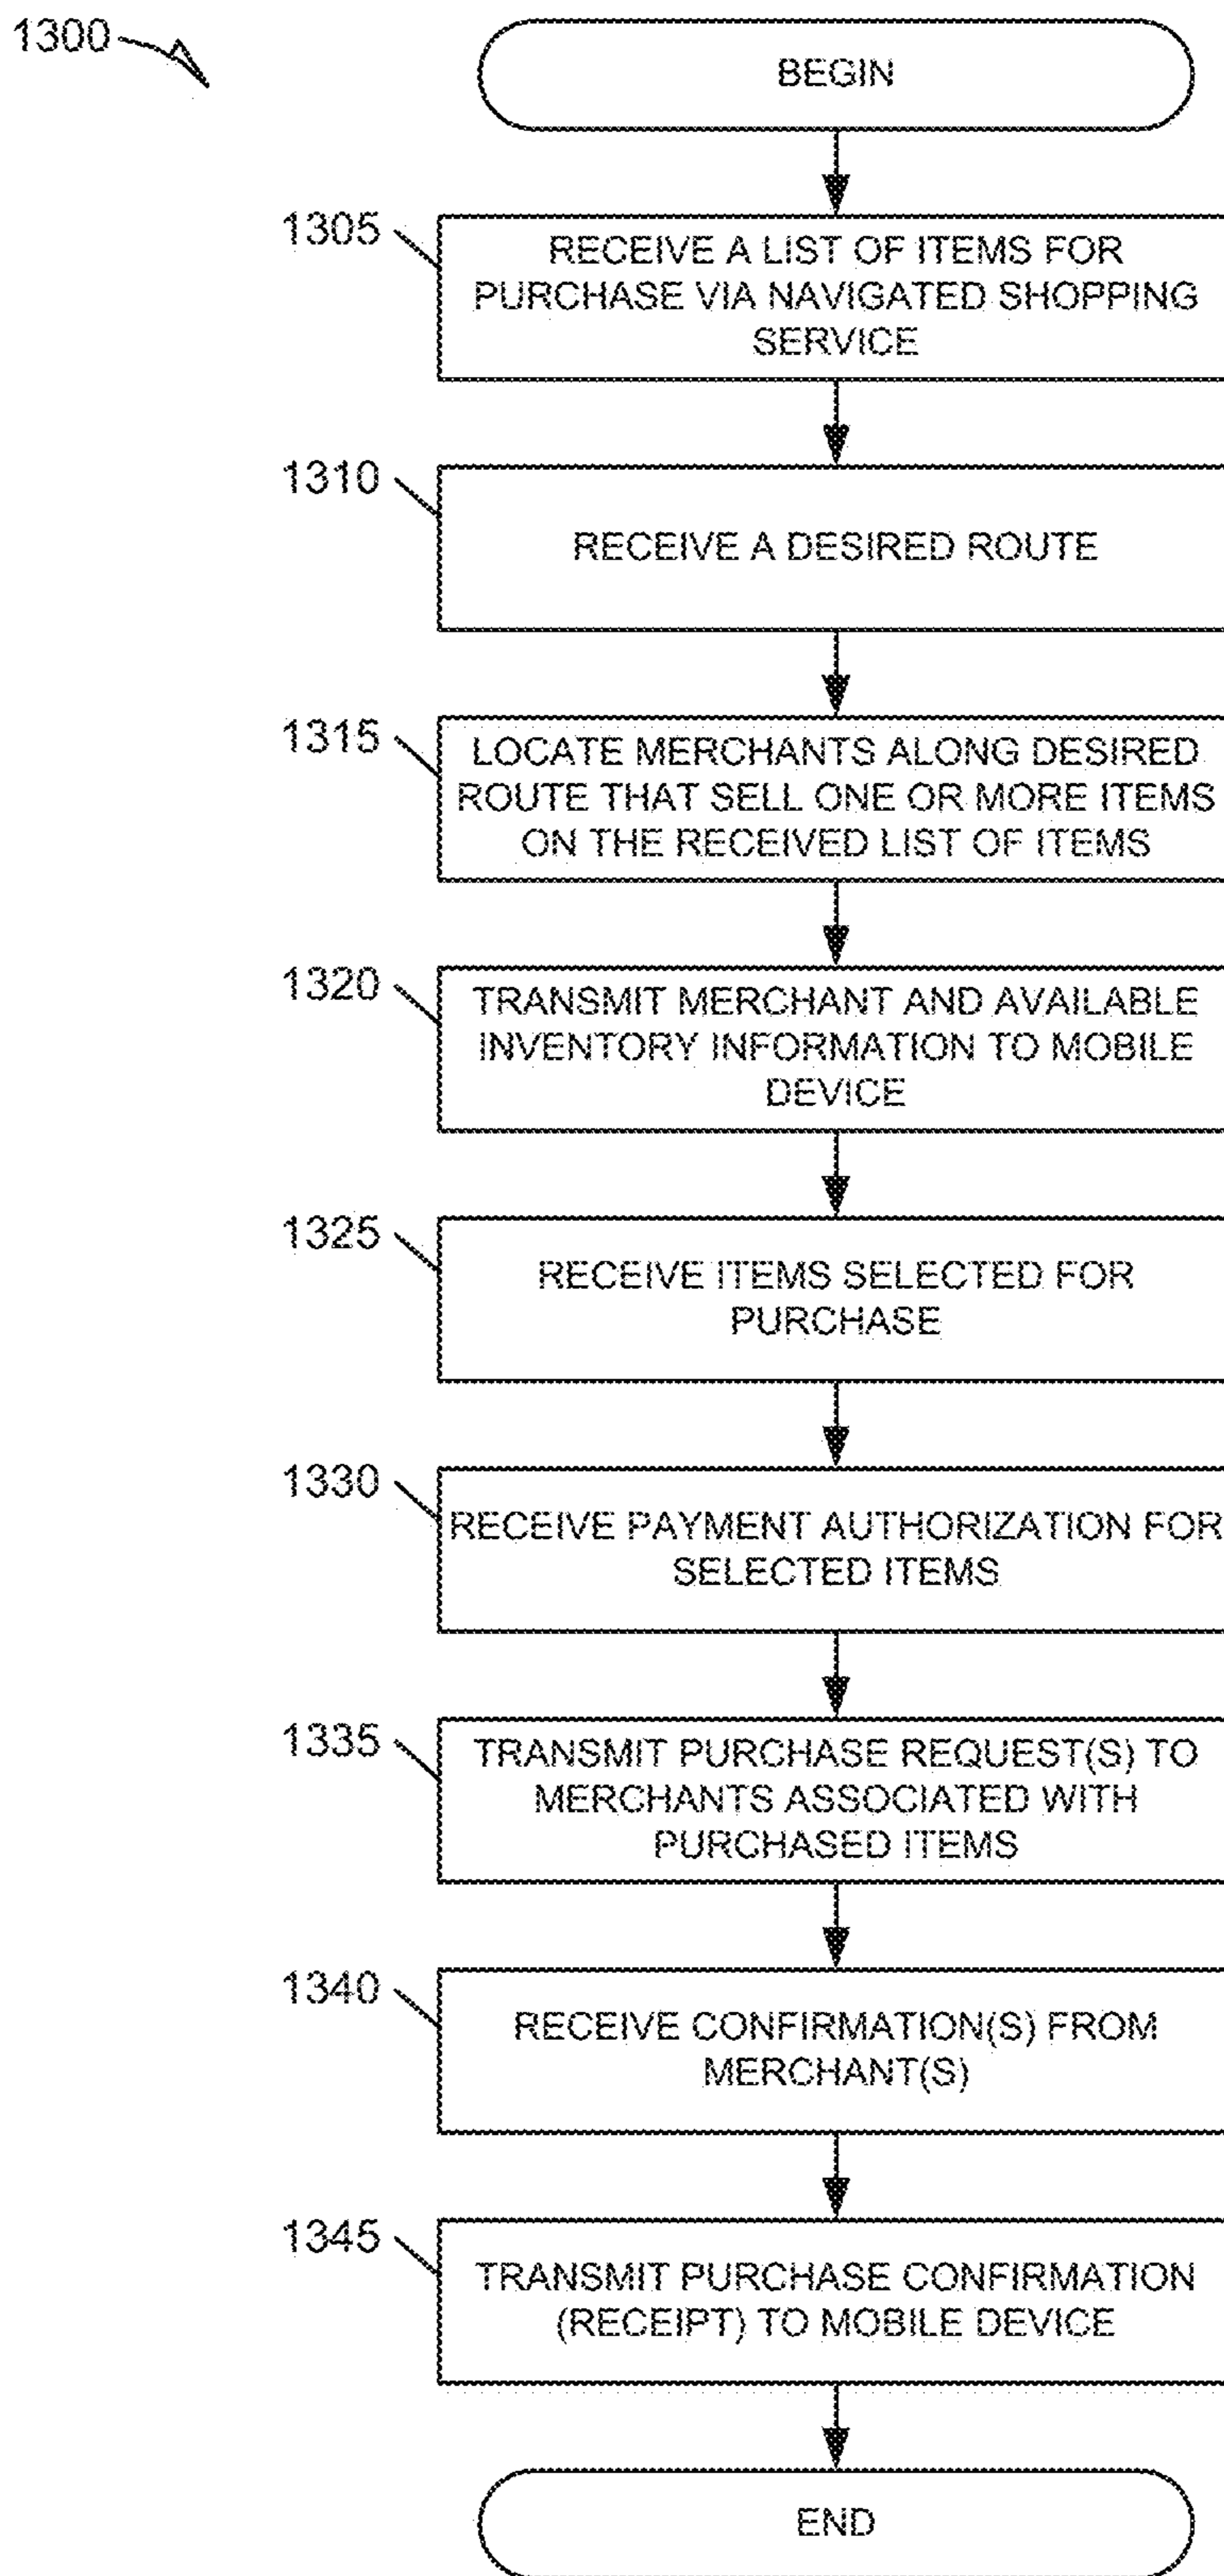 1300
BEGIN
1305
RECEIVE A LIST OF ITEMS FOR
PURCHASE VIA NAVIGATED SHOPPING
SERVICE
1310
RECEIVE A DESIRED ROUTE
1315
LOCATE MERCHANTS ALONG DESIRED
ROUTE THAT SELL ONE OR MORE ITEMS
ON THE RECEIVED LIST OF ITEMS
1320
TRANSMIT MERCHANT AND AVAILABLE
INVENTORY INFORMATION TO MOBILE
DEVICE
1325
RECEIVE ITEMS SELECTED FOR
PURCHASE
1330
RECEIVE PAYMENT AUTHORIZATION FOR
SELECTED ITEMS
1335
TRANSMIT PURCHASE REQUEST(S) TO
MERCHANTS ASSOCIATED WITH
PURCHASED ITEMS
1340
RECEIVE CONFIRMATION(S) FROM
MERCHANT(S)
1345
TRANSMIT PURCHASE CONFIRMATION
(RECEIPT) TO MOBILE DEVICE
END